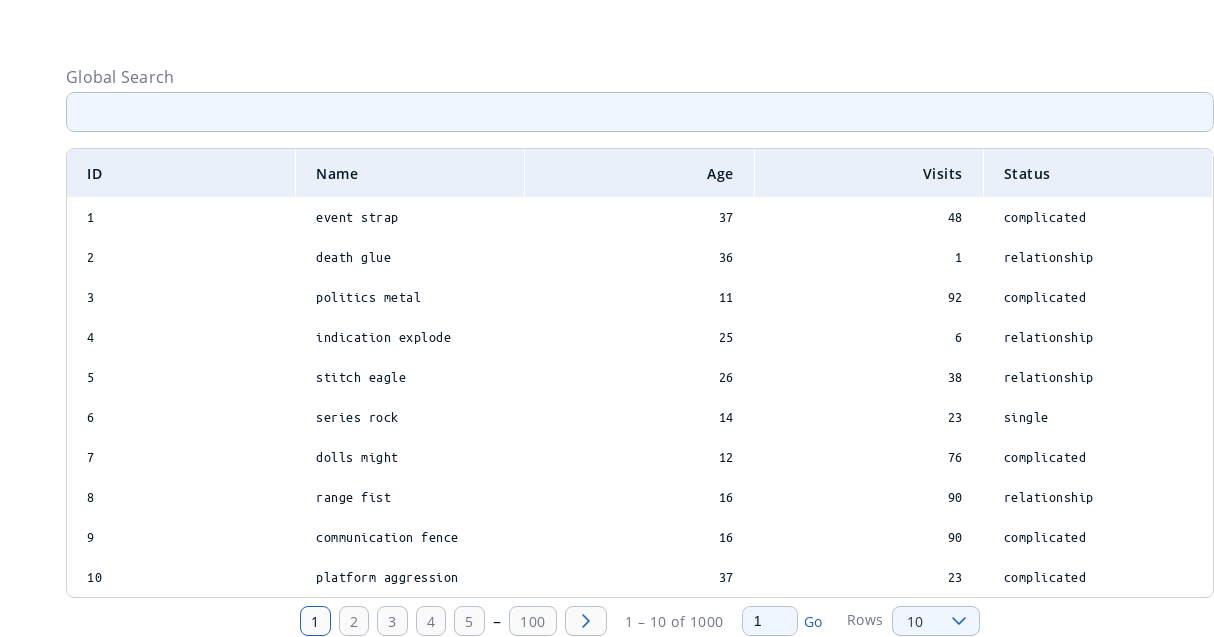 Global Search
ID Name Age Visits Status
1 event strap 37 48 complicated
2 death glue 36 1 relationship
3 politics metal 11 92 complicated
4 indication explode 25 6 relationship
5 stitch eagle 26 38 relationship
6 series rock 14 23 single
7 dolls might 12 76 complicated
8 range fist 16 90 relationship
9 communication fence 16 90 complicated
10 platform aggression 37 23 complicated
1 2 3 4 5 – 100 1 – 10 of 1000 1 Go Rows 10